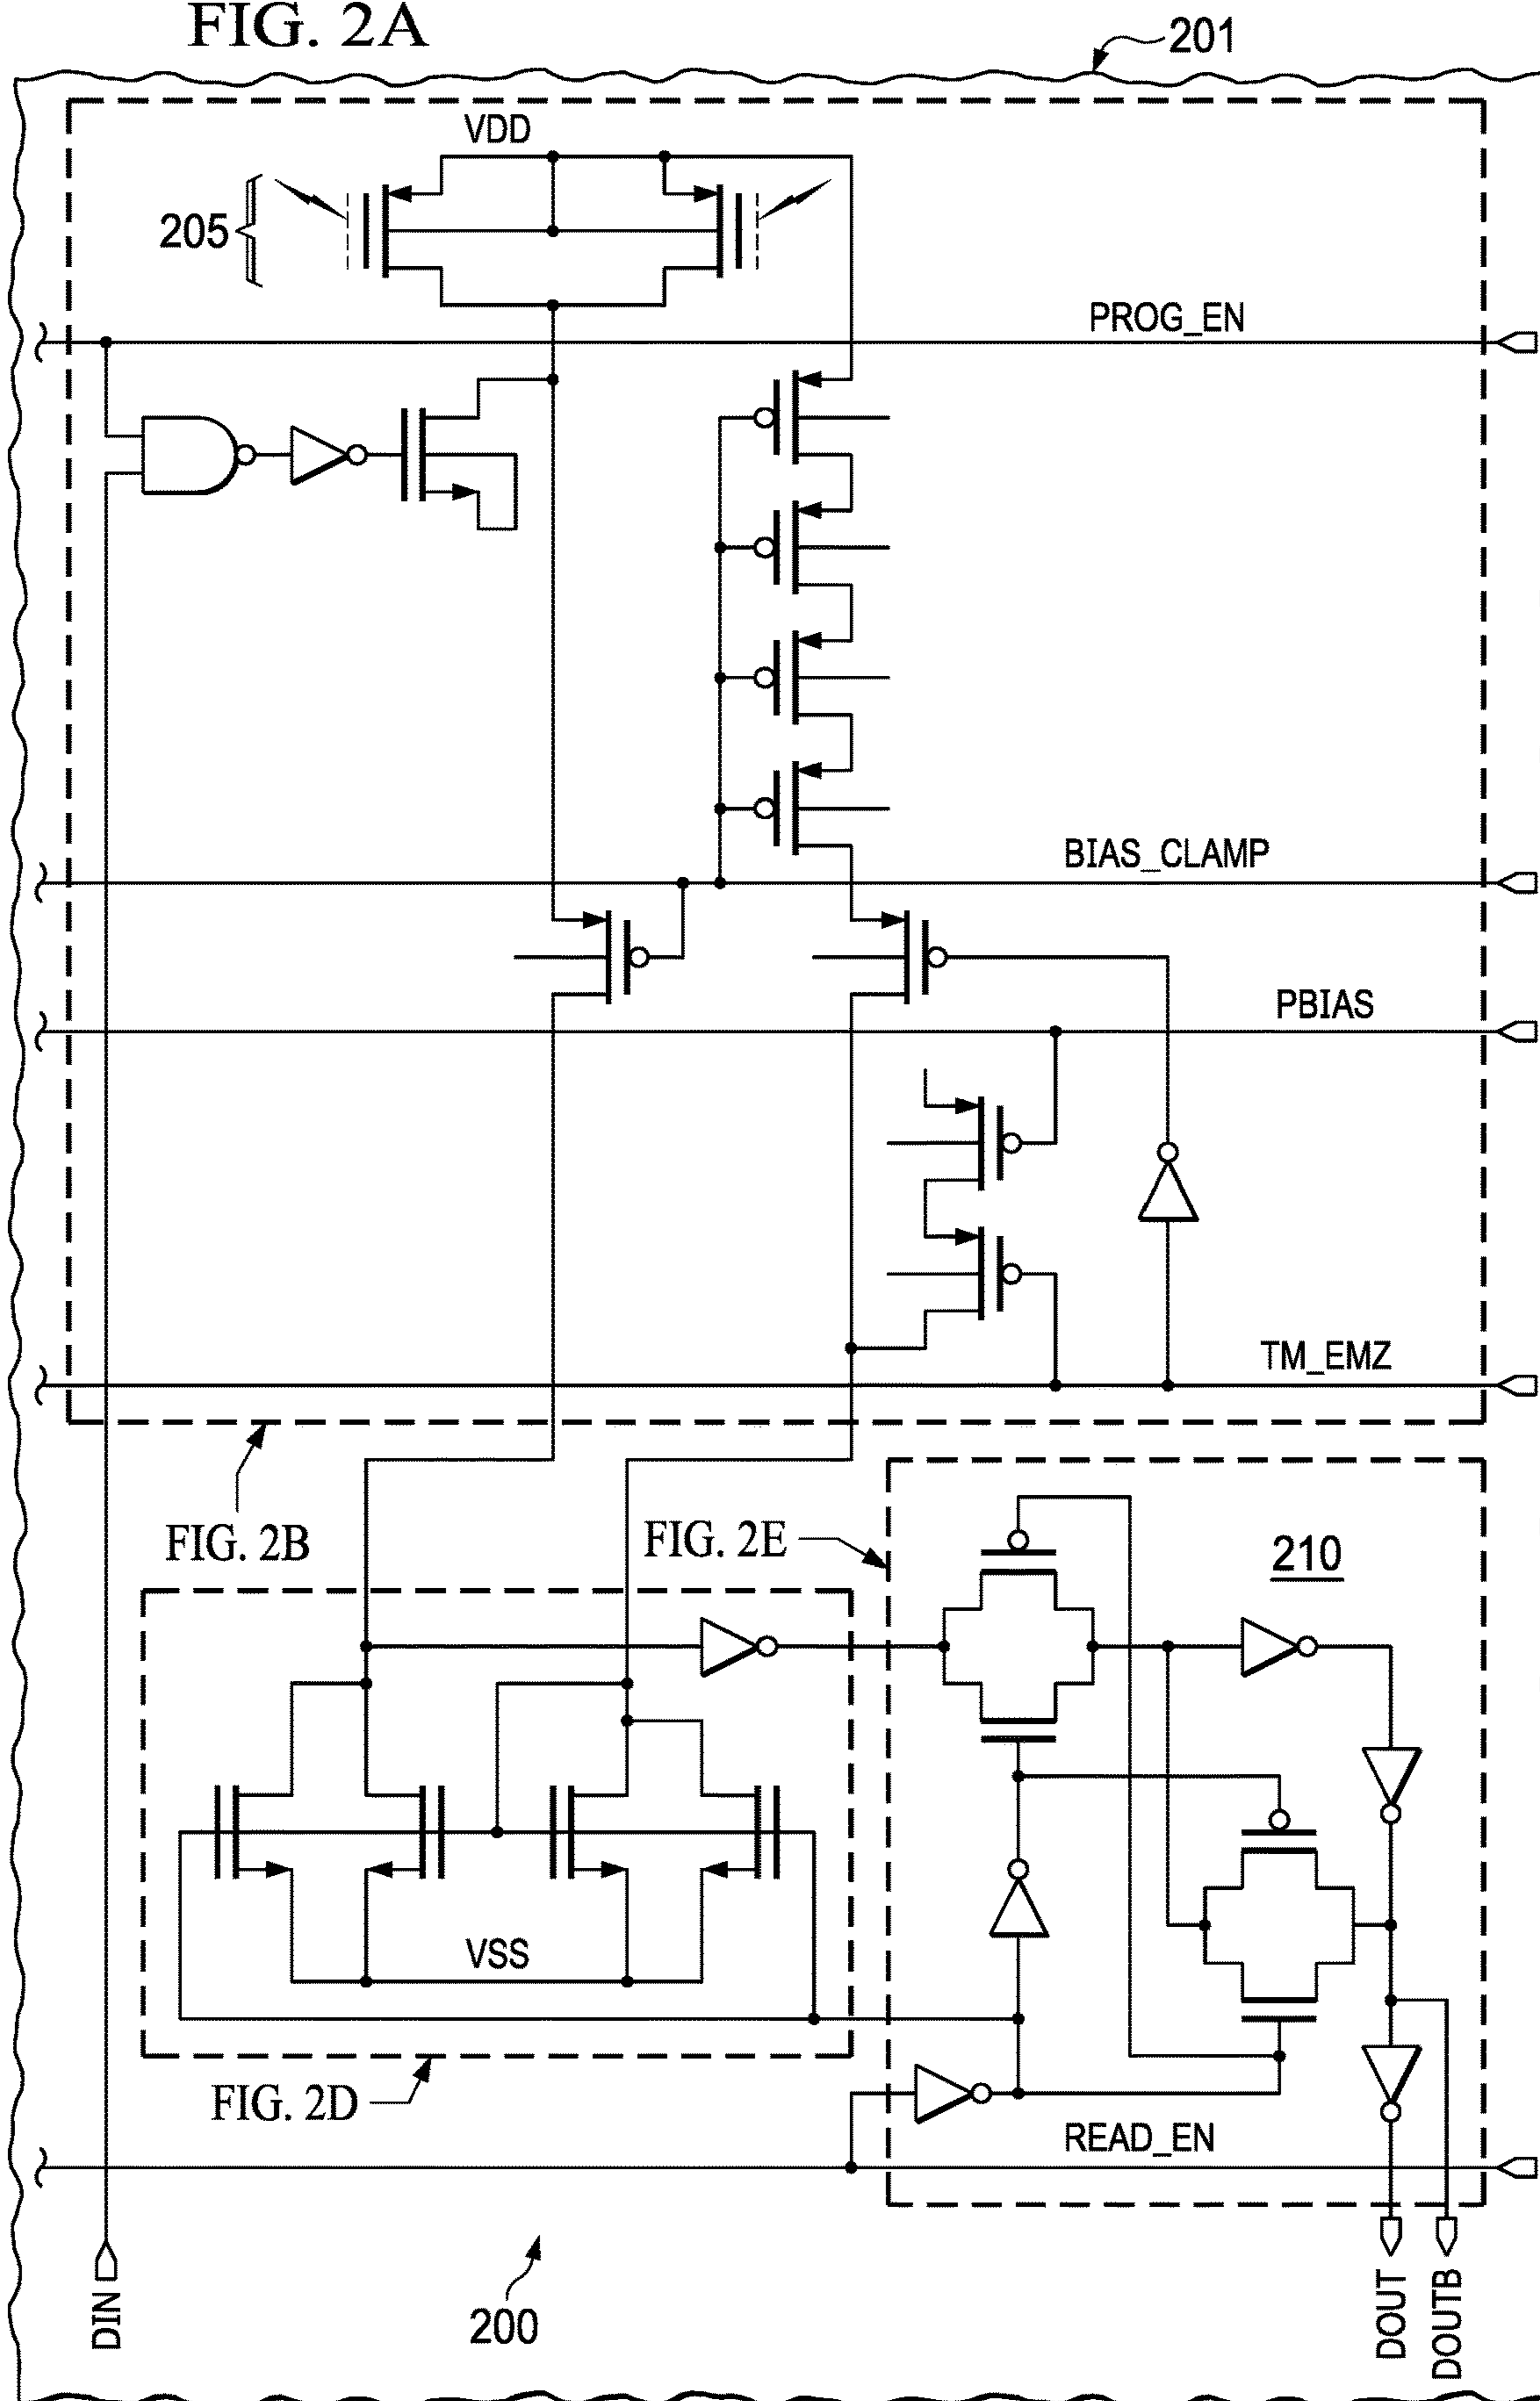 FIG. 2A
201
VDD
205
PROG_EN
BIAS_CLAMP
PBIAS
TM_EMZ
FIG. 2B
FIG. 2E
210
VSS
FIG. 2D
READ_EN
200
DIN
DOUT
DOUTB